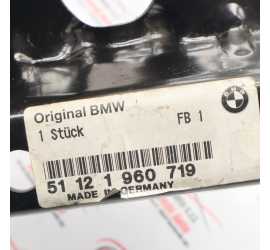 Original BMW
1 Stück FB 1
51 12 1 960 719
MADE IN GERMANY